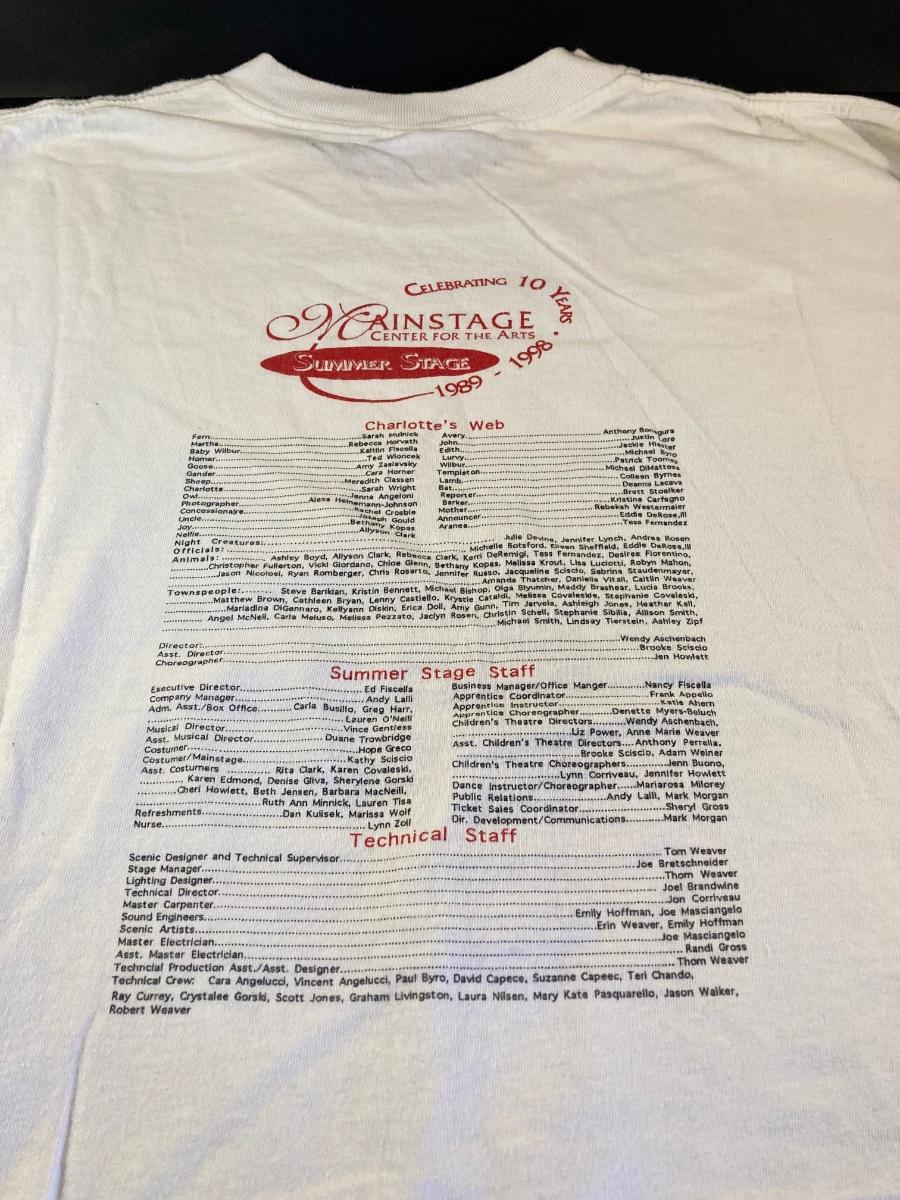 CELEBRATING 10 YEARS
MAINSTAGE
CENTER FOR THE ARTS
SUMMER STAGE
1989 - 1998
Charlotte's Web
Fern Sarah Mulnick
Martha Rebecca Horvath
Baby Wilbur Kaitlin Fiscella
Homer Ted Wioncek
Goose Amy Zaslavsky
Gander Cara Horner
Sheep Meredith Classen
Charlotte Sarah Wright
Owl Jenna Angeloni
Photographer Alexa Heinemann-Johnson
Concessionaire Rachel Crosbie
Uncle Joseph Gould
Joy Bethany Kopas
Nellie Allyson Clark
Avery Anthony
John Justin
Edith Jackie
Lurvy Michael Byro
Wilbur Patrick Toomey
Templeton Michael DiMattess
Lamb Colleen Byrnes
Bat Deanna Lacava
Reporter Brett Stoelker
Barker Kristina Carfagno
Mother Rebekah Westermaier
Announcer Eddie DeRose,III
Aranea Tess Fernandez
Night Creatures: Julie Devine, Jennifer Lynch, Andrea Rosen
Officials: Michelle Botsford, Eileen Sheffield, Eddie DeRose,III
Animals: Ashley Boyd, Allyson Clark, Rebecca Clark, Kerri DeRemigi, Tess Fernandez, Desiree Fiorentino,
Christopher Fullerton, Vicki Giordano, Chloe Glenn, Bethany Kopas, Melissa Krout, Lisa Luciotti, Robyn Mahon,
Jason Nicolosi, Ryan Romberger, Chris Rosarto, Jennifer Russo, Jacqueline Sciscio, Sabrina Staudenmayer,
Amanda Thatcher, Danielle Vitall, Caitlin Weaver
Townspeople: Steve Barikian, Kristin Bennett, Michael Bishop, Olga Blyumin, Maddy Brashear, Lucia Brooks,
Matthew Brown, Cathleen Bryan, Lenny Castiello, Krystle Cataldi, Melissa Covaleskie, Stephanie Covaleski,
Mariadina DiGennaro, Kellyann Diskin, Erica Doll, Amy Gunn, Tim Jarvela, Ashleigh Jones, Heather Kell,
Angel McNeil, Carla Meluso, Melissa Pezzato, Jaclyn Rosen, Christin Schell, Stephanie Sibilia, Allison Smith,
Michael Smith, Lindsay Tierstein, Ashley Zipf
Director: Wendy Aschenbach
Asst. Director Brooke Sciscio
Choreographer Jen Howlett
Summer Stage Staff
Executive Director Ed Fiscella
Company Manager Andy Lalli
Adm. Asst./Box Office Carla Busillo, Greg Harr,
Lauren O'Neill
Musical Director Vince Gentless
Asst. Musical Director Duane Trowbridge
Costumer Hope Greco
Costumer/Mainstage Kathy Sciscio
Asst. Costumers Rita Clark, Karen Covaleski,
Karen Edmond, Denise Gliva, Sherylene Gorski
Cheri Howlett, Beth Jensen, Barbara MacNeill,
Ruth Ann Minnick, Lauren Tisa
Refreshments Dan Kulisek, Marissa Wolf
Nurse Lynn Zoll
Business Manager/Office Manger Nancy Fiscella
Apprentice Coordinator Frank Appello
Apprentice Instructor Katie Ahern
Apprentice Choreographer Denette Myers-Beluch
Children's Theatre Directors Wendy Aschenbach,
Liz Power, Anne Marie Weaver
Asst. Children's Theatre Directors Anthony Perrella,
Brooke Sciscio, Adam Weiner
Children's Theatre Choreographers Jenn Buono,
Lynn Corriveau, Jennifer Howlett
Dance Instructor/Choreographer Mariarosa Milorey
Public Relations Andy Lalli, Mark Morgan
Ticket Sales Coordinator Sheryl Gross
Dir. Development/Communications Mark Morgan
Technical Staff
Scenic Designer and Technical Supervisor Tom Weaver
Stage Manager Joe Bretschneider
Lighting Designer Thom Weaver
Technical Director Joel Brandwine
Master Carpenter Jon Corriveau
Sound Engineers Emily Hoffman, Joe Masciangelo
Scenic Artists Erin Weaver, Emily Hoffman
Master Electrician Joe Masciangelo
Asst. Master Electrician Randi Gross
Techncial Production Asst./Asst. Designer Thom Weaver
Technical Crew: Cara Angelucci, Vincent Angelucci, Paul Byro, David Capece, Suzanne Capeec, Teri Chando,
Ray Currey, Crystalee Gorski, Scott Jones, Graham Livingston, Laura Nilsen, Mary Kate Pasquarello, Jason Walker,
Robert Weaver